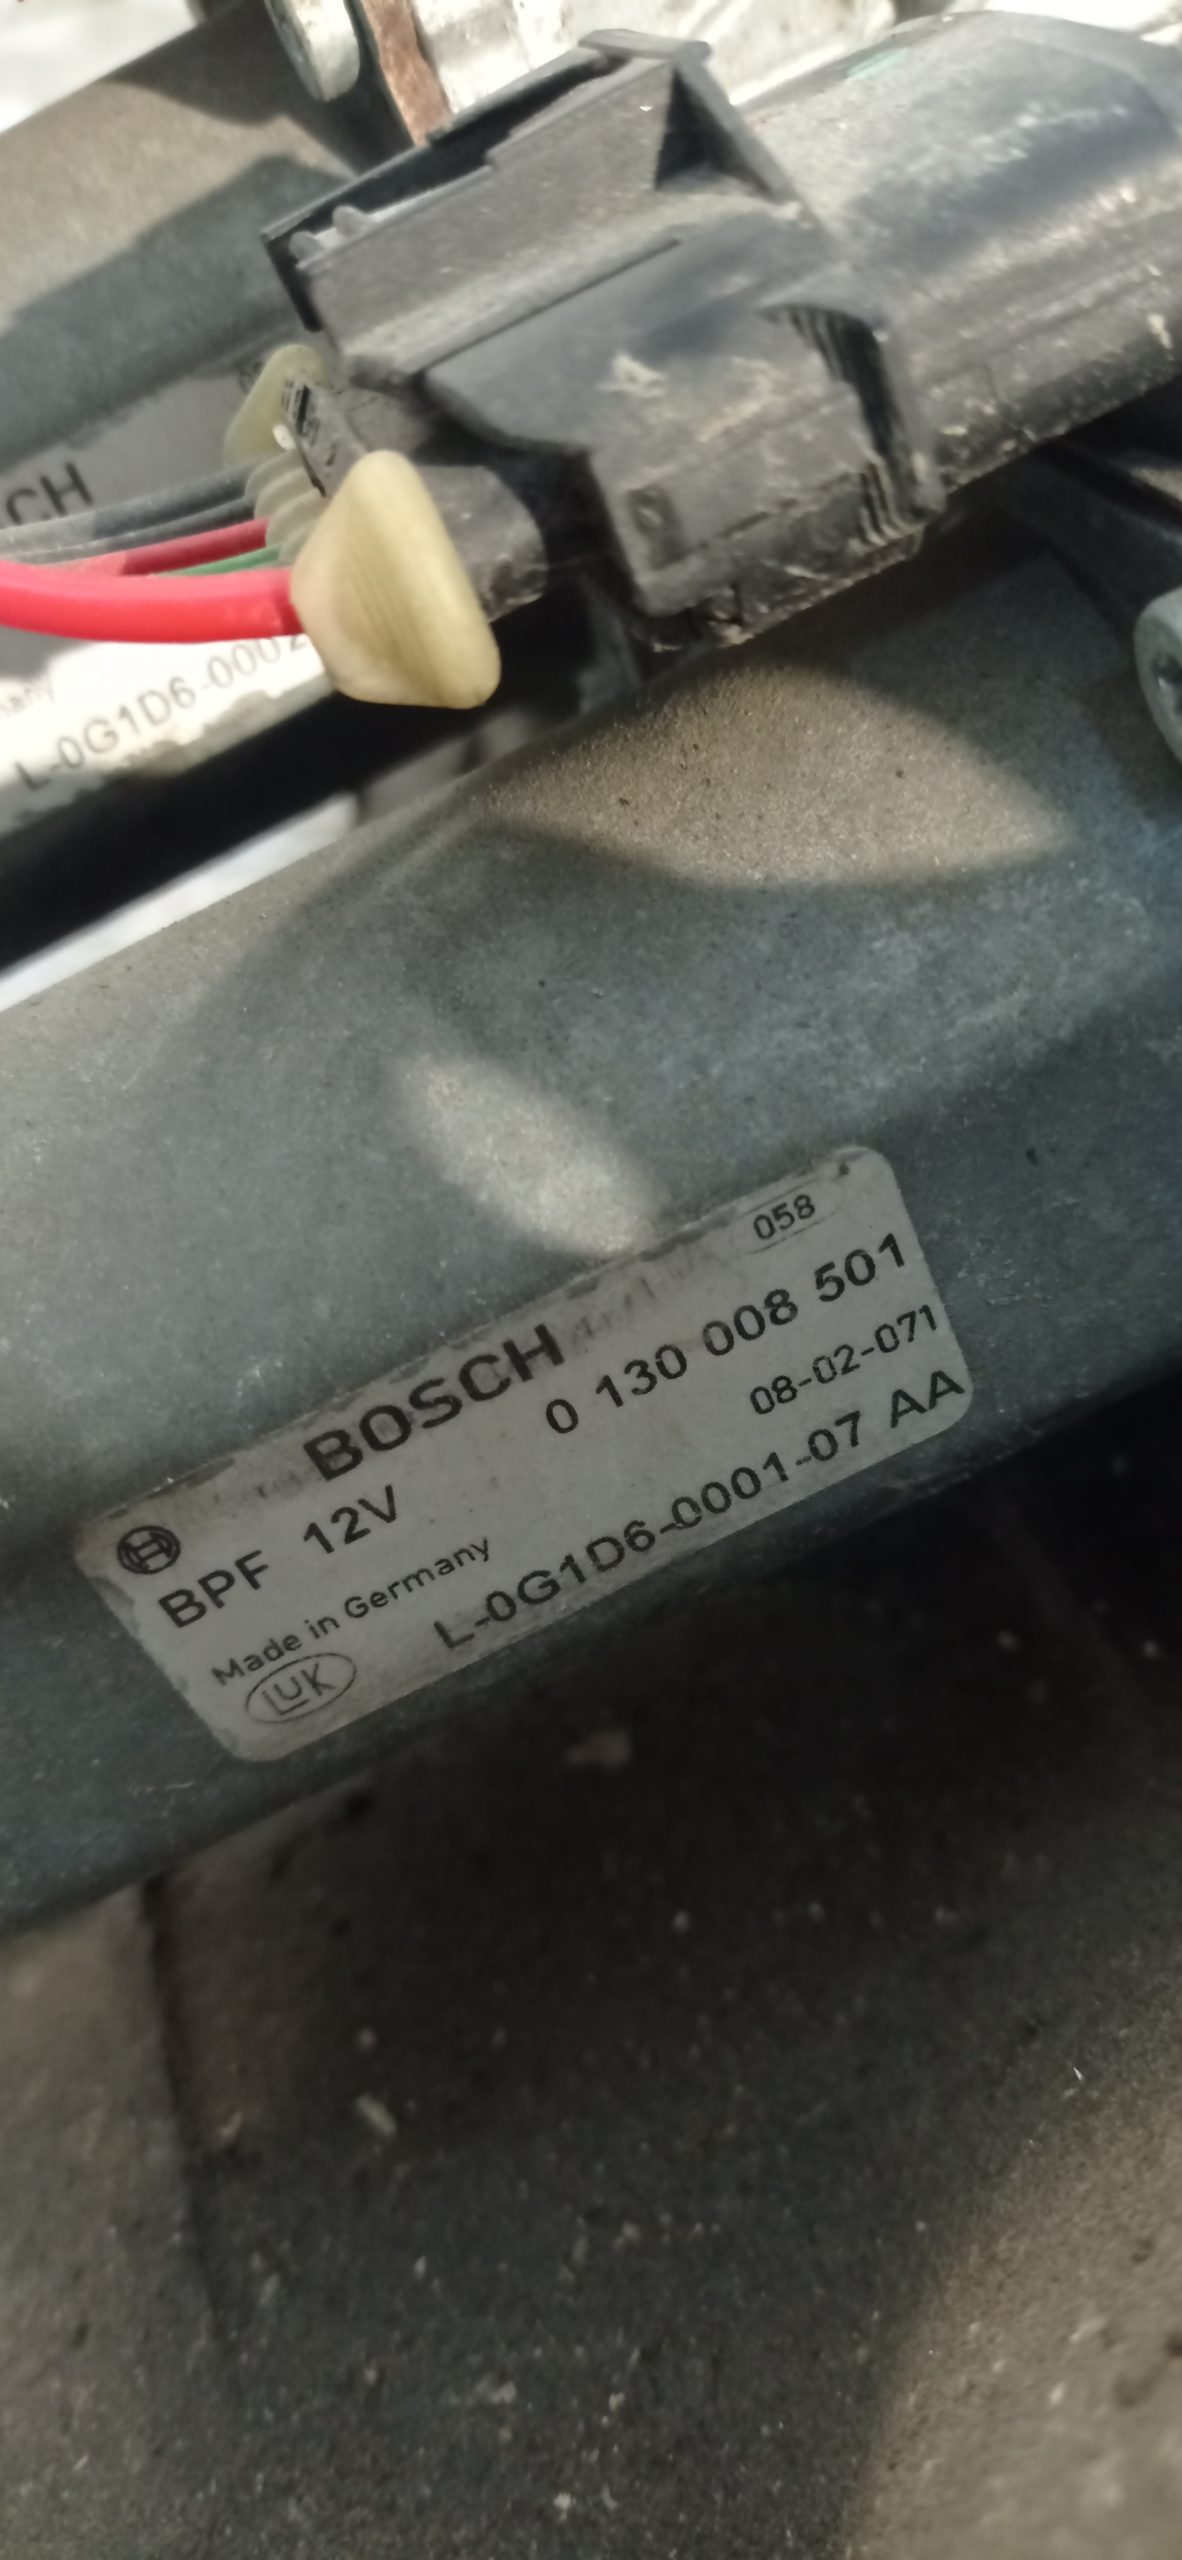 CH
L-0G1D6-0002
058
BOSCH
0 130 008 501
BPF 12V
08-02-071
Made in Germany
L-0G1D6-0001-07 AA
LUK